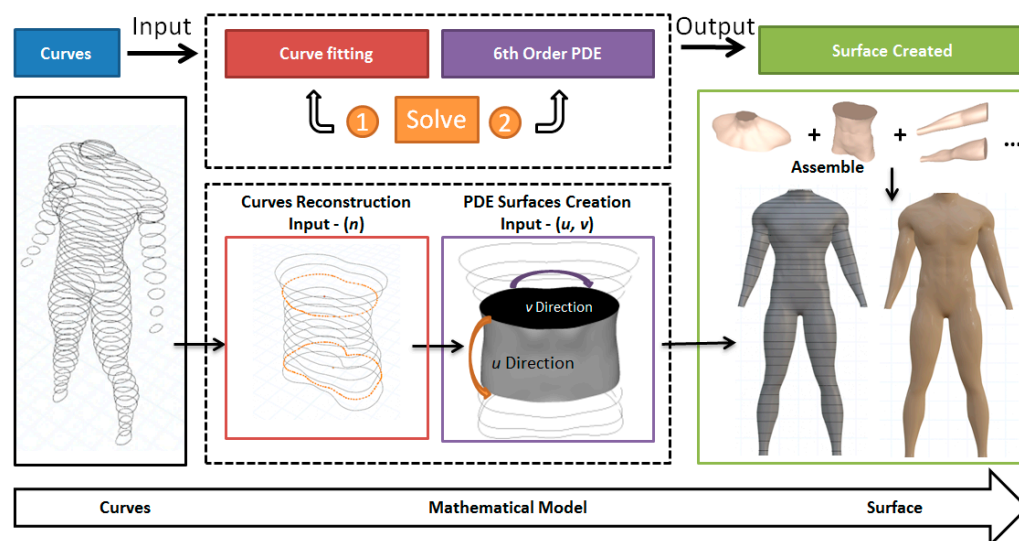 Curves
Input
Curve fitting
6th Order PDE
Output
Surface Created
1
Solve
2
+
+
...
Assemble
Curves Reconstruction
Input - (n)
PDE Surfaces Creation
Input - (u, v)
v Direction
u Direction
Curves
Mathematical Model
Surface